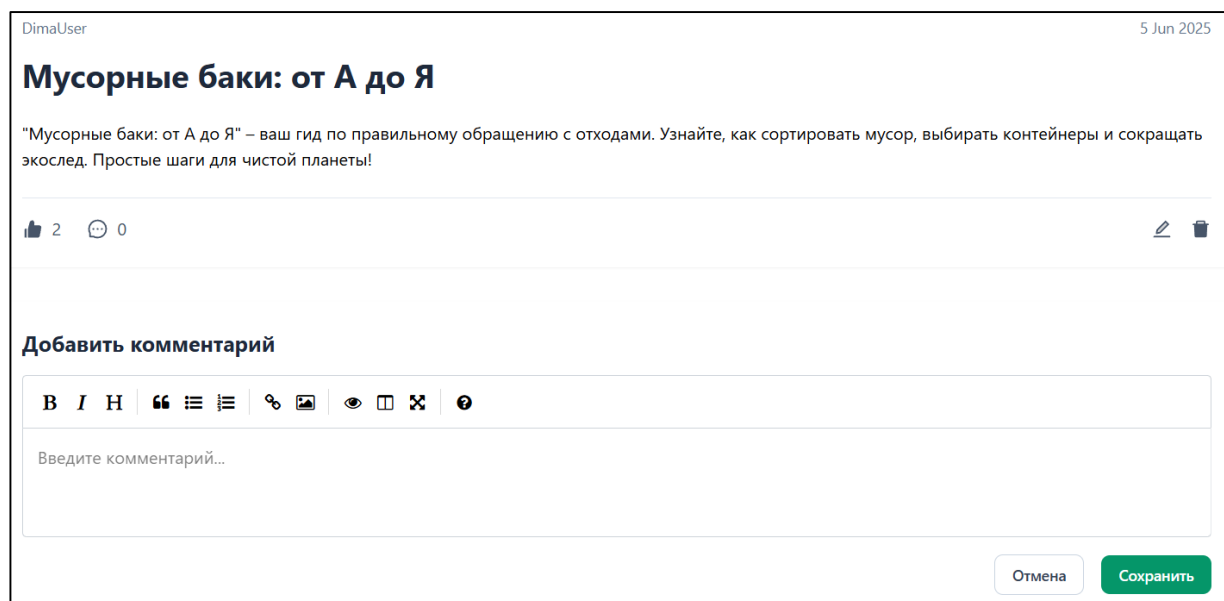 DimaUser 5 Jun 2025
Мусорные баки: от А до Я
"Мусорные баки: от А до Я" – ваш гид по правильному обращению с отходами. Узнайте, как сортировать мусор, выбирать контейнеры и сокращать
экослед. Простые шаги для чистой планеты!
2 0
Добавить комментарий
B I H
Введите комментарий...
Отмена Сохранить